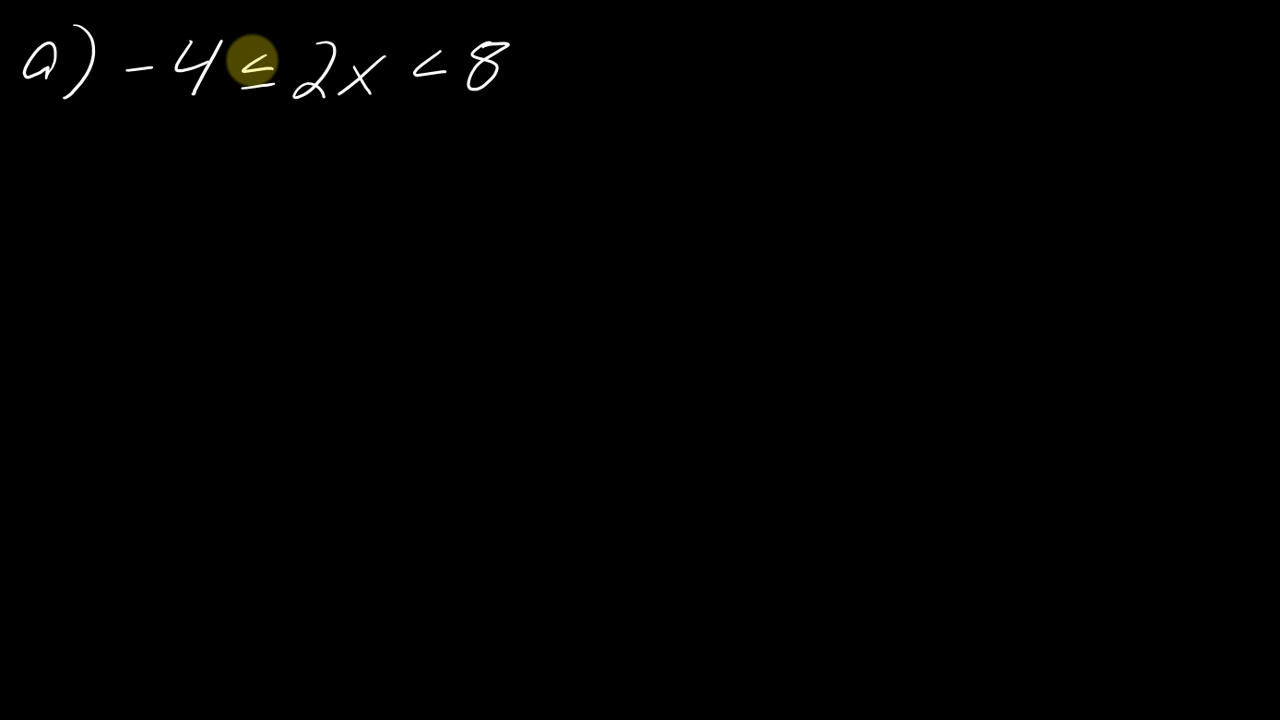 a) -4 ≤ 2x < 8